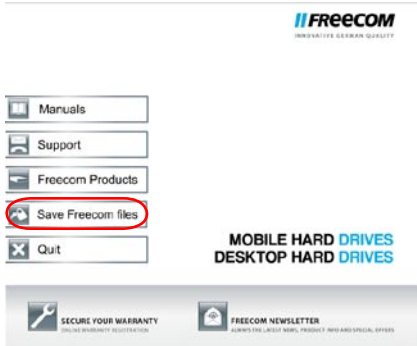 FREECOM
INNOVATIVE GERMAN QUALITY
Manuals
Support
Freecom Products
Save Freecom files
Quit
MOBILE HARD DRIVES
DESKTOP HARD DRIVES
SECURE YOUR WARRANTY
ONLINE WARRANTY REGISTRATION
FREECOM NEWSLETTER
ALWAYS THE LATEST NEWS, PRODUCT INFO AND SPECIAL OFFERS